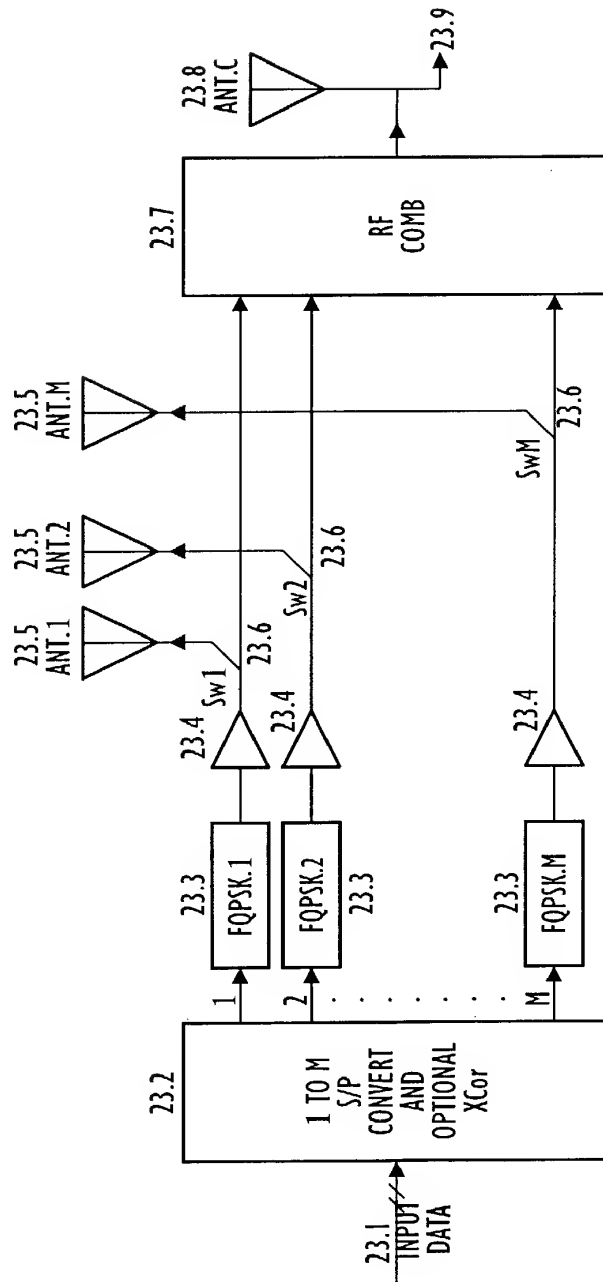 23.1
INPUT
DATA
23.2
1 TO M
S/P
CONVERT
AND
OPTIONAL
XCor
1
2
. . . . . . .
M
23.3
FQPSK.1
FQPSK.2
23.3
23.3
FQPSK.M
23.4
23.4
23.4
Sw1
23.6
Sw2
23.6
SwM
23.6
23.5
ANT.1
23.5
ANT.2
23.5
ANT.M
23.7
RF
COMB
23.8
ANT.C
23.9